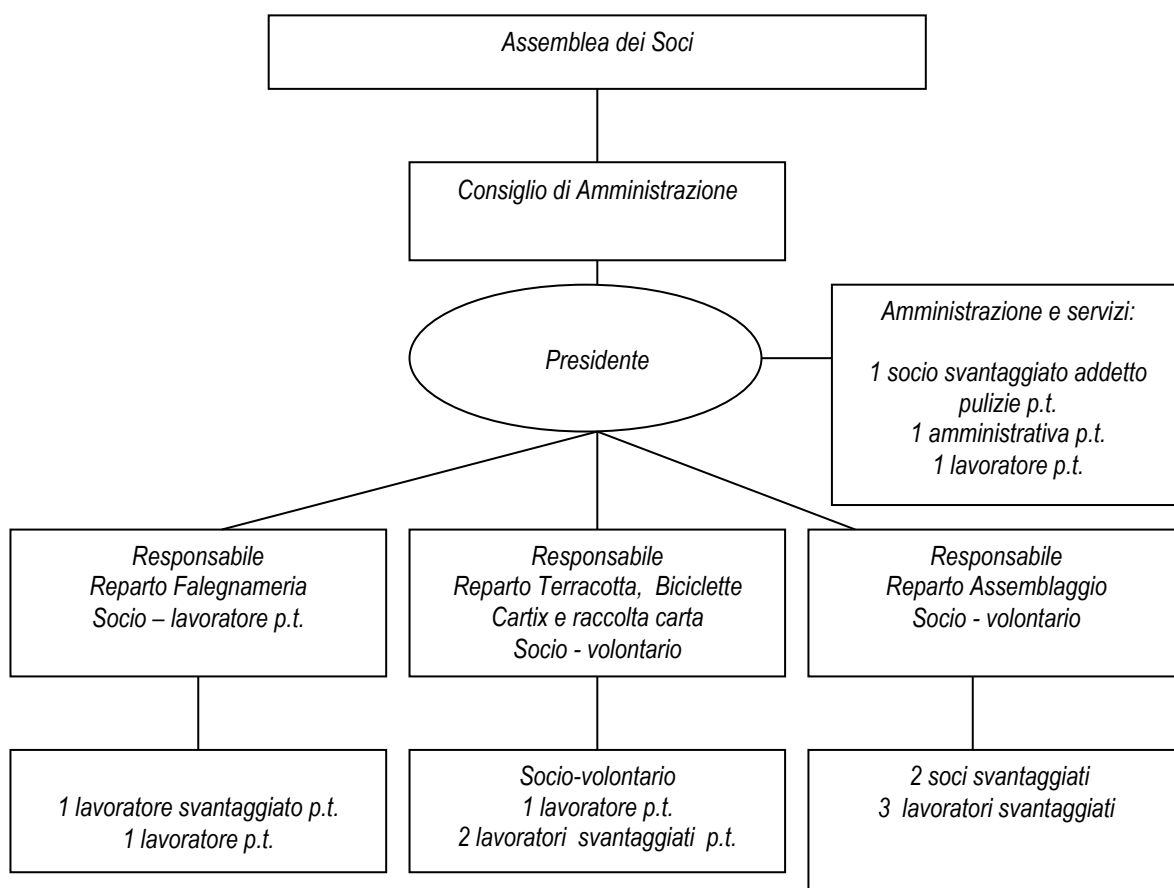 Assemblea dei Soci
Consiglio di Amministrazione
Presidente
Amministrazione e servizi:
1 socio svantaggiato addetto
pulizie p.t.
1 amministrativa p.t.
1 lavoratore p.t.
Responsabile
Reparto Falegnameria
Socio – lavoratore p.t.
Responsabile
Reparto Terracotta, Biciclette
Cartix e raccolta carta
Socio - volontario
Responsabile
Reparto Assemblaggio
Socio - volontario
1 lavoratore svantaggiato p.t.
1 lavoratore p.t.
Socio-volontario
1 lavoratore p.t.
2 lavoratori svantaggiati p.t.
2 soci svantaggiati
3 lavoratori svantaggiati